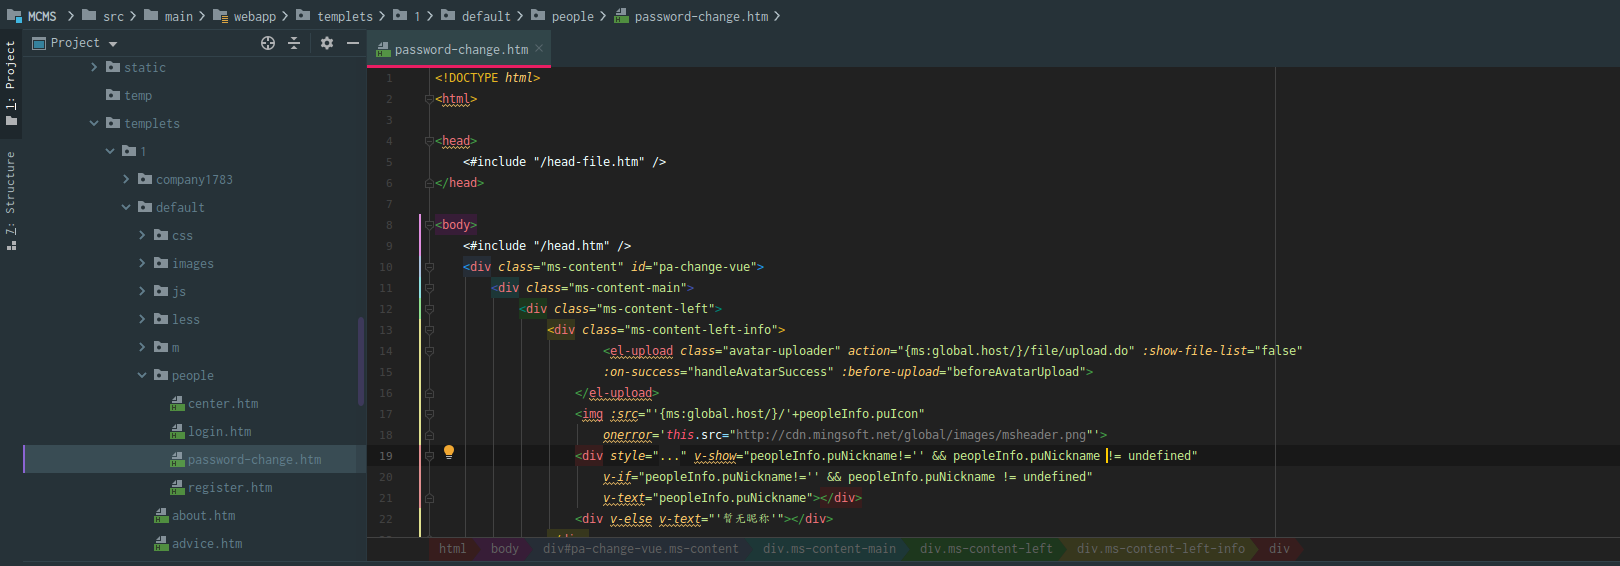 MCMS > src > main > webapp > templets > 1 > default > people > password-change.htm >
1: Project
7: Structure
Project
static
temp
templets
1
company1783
default
css
images
js
less
m
people
center.htm
login.htm
password-change.htm
register.htm
about.htm
advice.htm
password-change.htm ×
1 <!DOCTYPE html>
2 <html>
3
4 <head>
5 <#include "/head-file.htm" />
6 </head>
7
8 <body>
9 <#include "/head.htm" />
10 <div class="ms-content" id="pa-change-vue">
11 <div class="ms-content-main">
12 <div class="ms-content-left">
13 <div class="ms-content-left-info">
14 <el-upload class="avatar-uploader" action="{ms:global.host/}/file/upload.do" :show-file-list="false"
15 :on-success="handleAvatarSuccess" :before-upload="beforeAvatarUpload">
16 </el-upload>
17 <img :src="'{ms:global.host/}/'+peopleInfo.puIcon"
18 onerror='this.src="http://cdn.mingsoft.net/global/images/msheader.png"'>
19 <div style="..." v-show="peopleInfo.puNickname!='' && peopleInfo.puNickname != undefined"
20 v-if="peopleInfo.puNickname!='' && peopleInfo.puNickname != undefined"
21 v-text="peopleInfo.puNickname"></div>
22 <div v-else v-text="'暂无昵称'"></div>
html body div#pa-change-vue.ms-content div.ms-content-main div.ms-content-left div.ms-content-left-info div